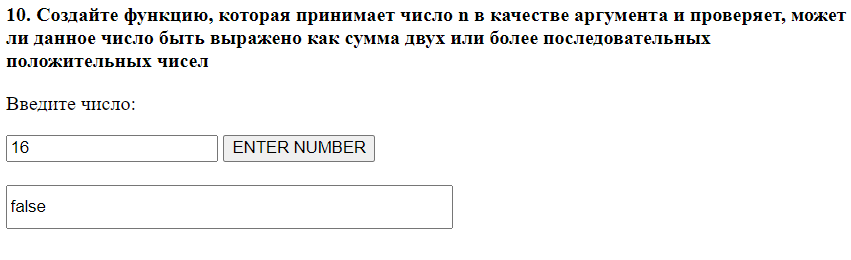 10. Создайте функцию, которая принимает число n в качестве аргумента и проверяет, может
ли данное число быть выражено как сумма двух или более последовательных
положительных чисел
Введите число:
16 ENTER NUMBER
false